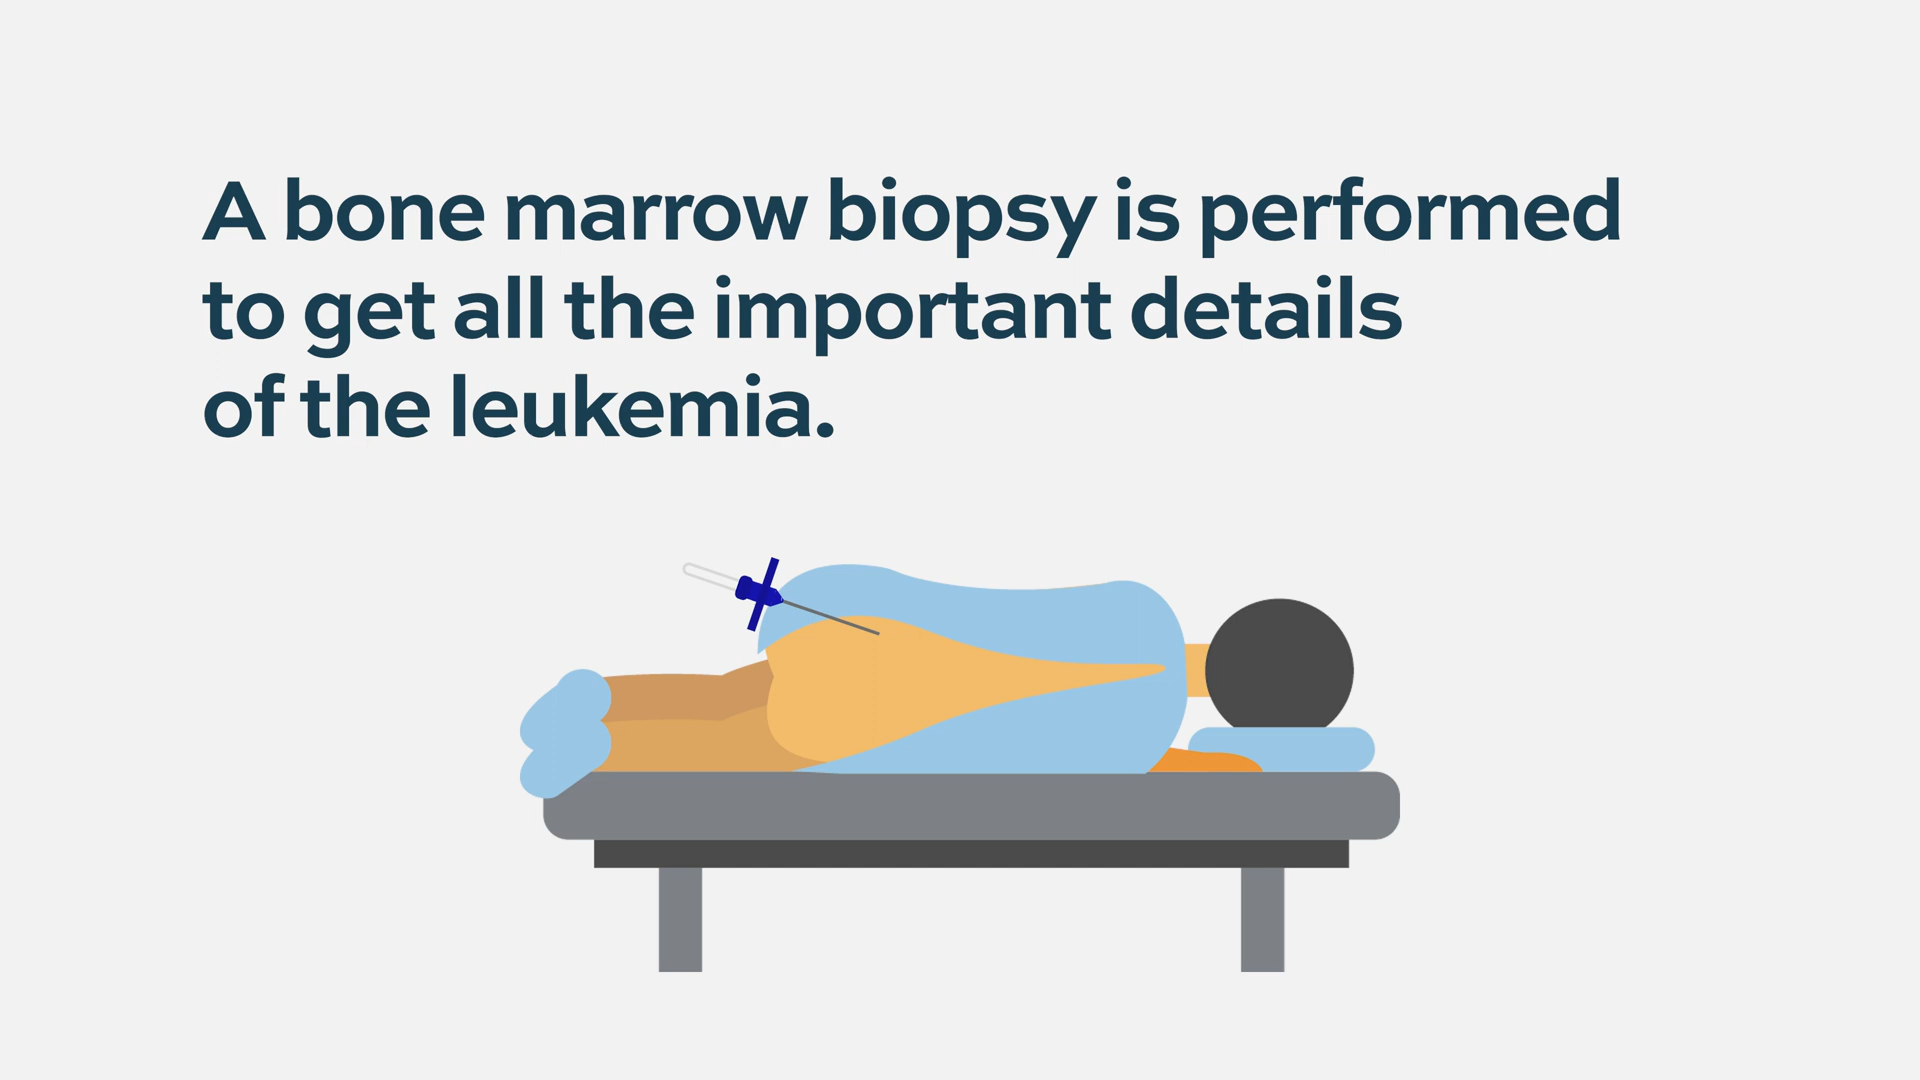 A bone marrow biopsy is performed
to get all the important details
of the leukemia.